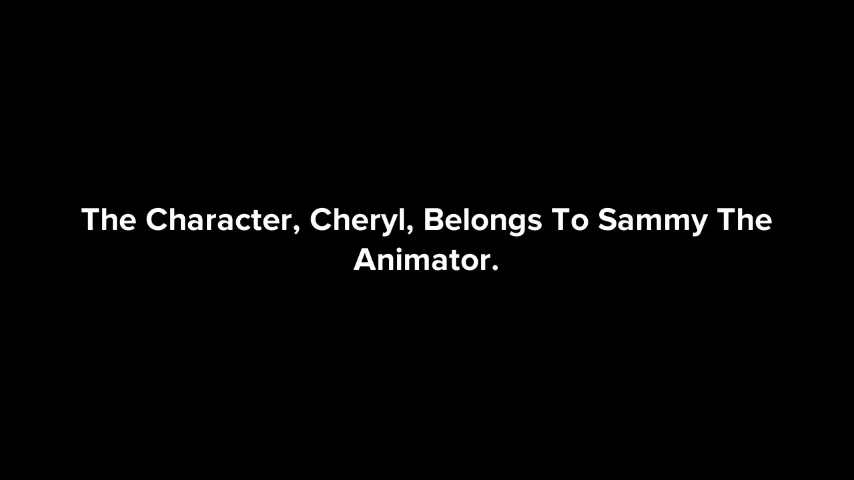 The Character, Cheryl, Belongs To Sammy The
Animator.